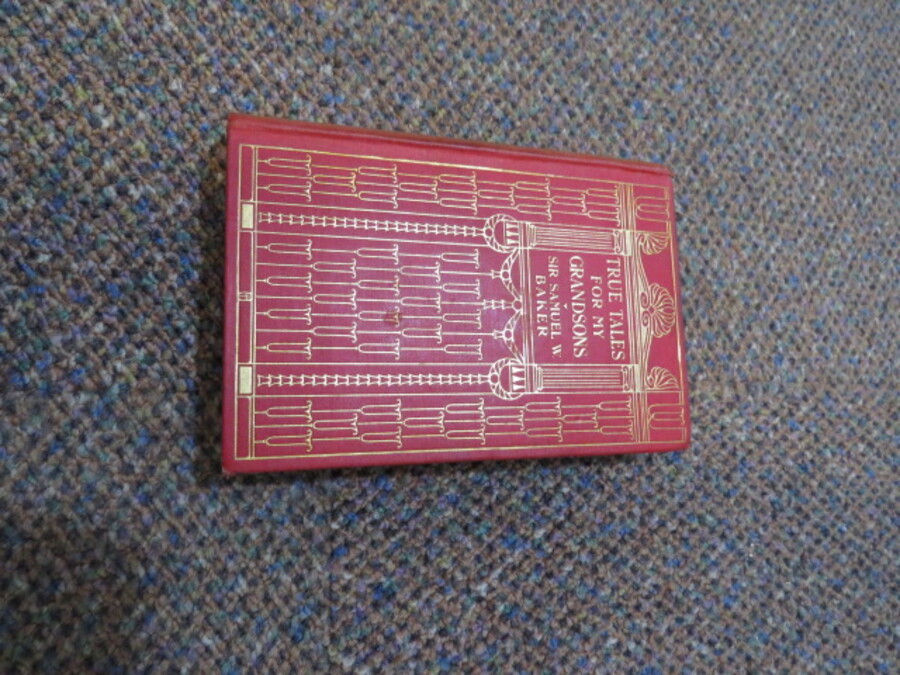 TRUE TALES
FOR MY
GRANDSONS
SIR SAMUEL W.
BAKER